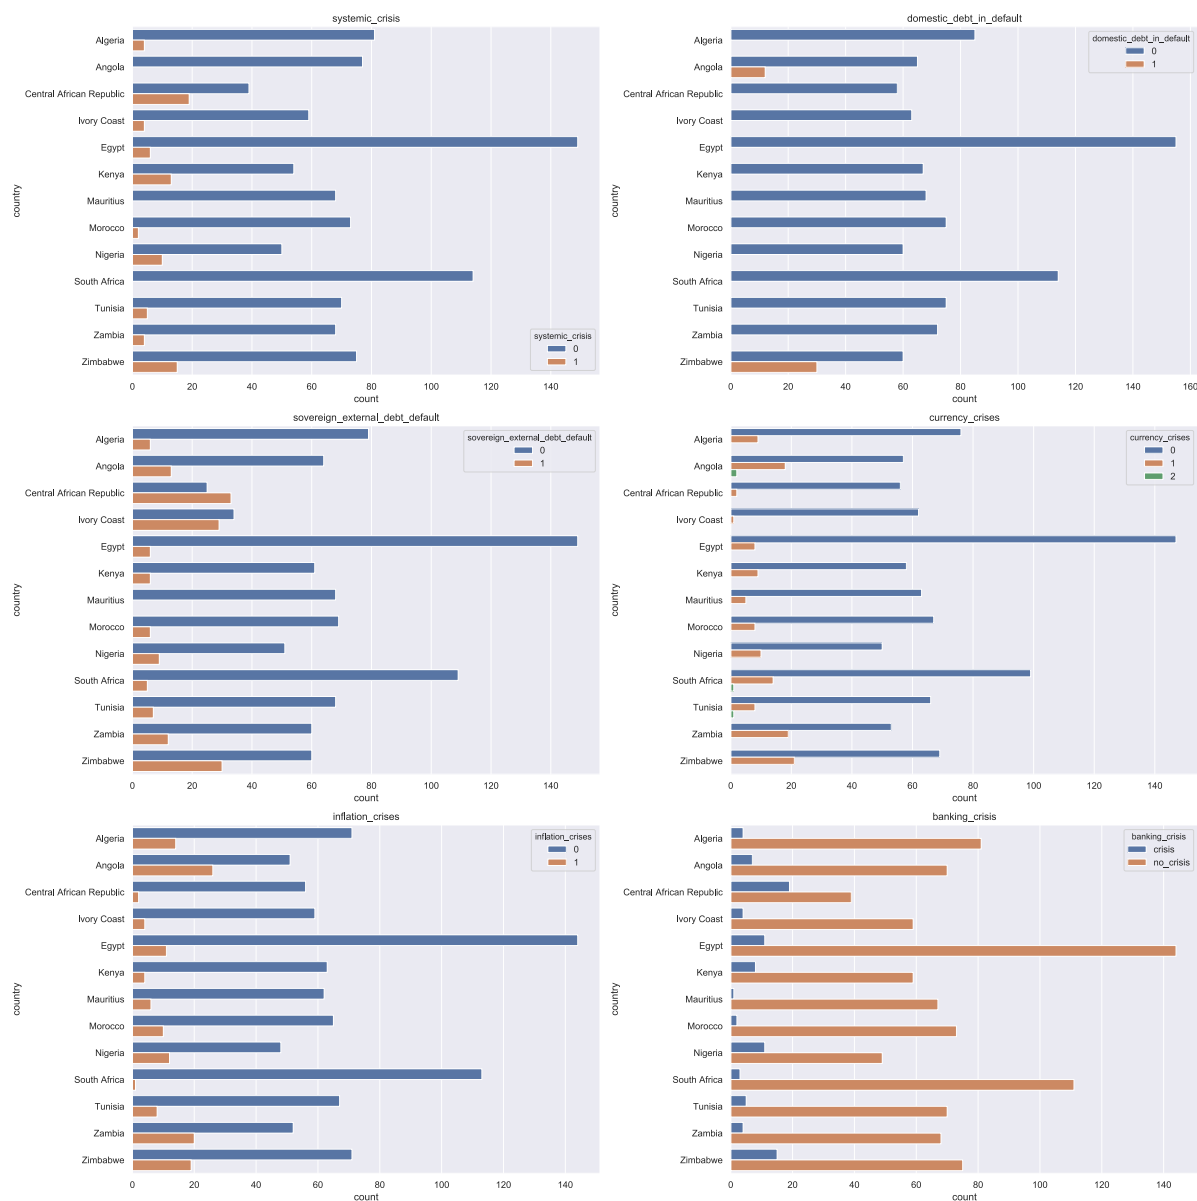 systemic_crisis
Algeria
Angola
Central African Republic
Ivory Coast
Egypt
Kenya
Mauritius
Morocco
Nigeria
South Africa
Tunisia
Zambia
Zimbabwe
country
systemic_crisis
0
1
0 20 40 60 80 100 120 140
count
domestic_debt_in_default
Algeria
Angola
Central African Republic
Ivory Coast
Egypt
Kenya
Mauritius
Morocco
Nigeria
South Africa
Tunisia
Zambia
Zimbabwe
country
domestic_debt_in_default
0
1
0 20 40 60 80 100 120 140 160
count
sovereign_external_debt_default
Algeria
Angola
Central African Republic
Ivory Coast
Egypt
Kenya
Mauritius
Morocco
Nigeria
South Africa
Tunisia
Zambia
Zimbabwe
country
sovereign_external_debt_default
0
1
0 20 40 60 80 100 120 140
count
currency_crises
Algeria
Angola
Central African Republic
Ivory Coast
Egypt
Kenya
Mauritius
Morocco
Nigeria
South Africa
Tunisia
Zambia
Zimbabwe
country
currency_crises
0
1
2
0 20 40 60 80 100 120 140
count
inflation_crises
Algeria
Angola
Central African Republic
Ivory Coast
Egypt
Kenya
Mauritius
Morocco
Nigeria
South Africa
Tunisia
Zambia
Zimbabwe
country
inflation_crises
0
1
0 20 40 60 80 100 120 140
count
banking_crisis
Algeria
Angola
Central African Republic
Ivory Coast
Egypt
Kenya
Mauritius
Morocco
Nigeria
South Africa
Tunisia
Zambia
Zimbabwe
country
banking_crisis
crisis
no_crisis
0 20 40 60 80 100 120 140
count